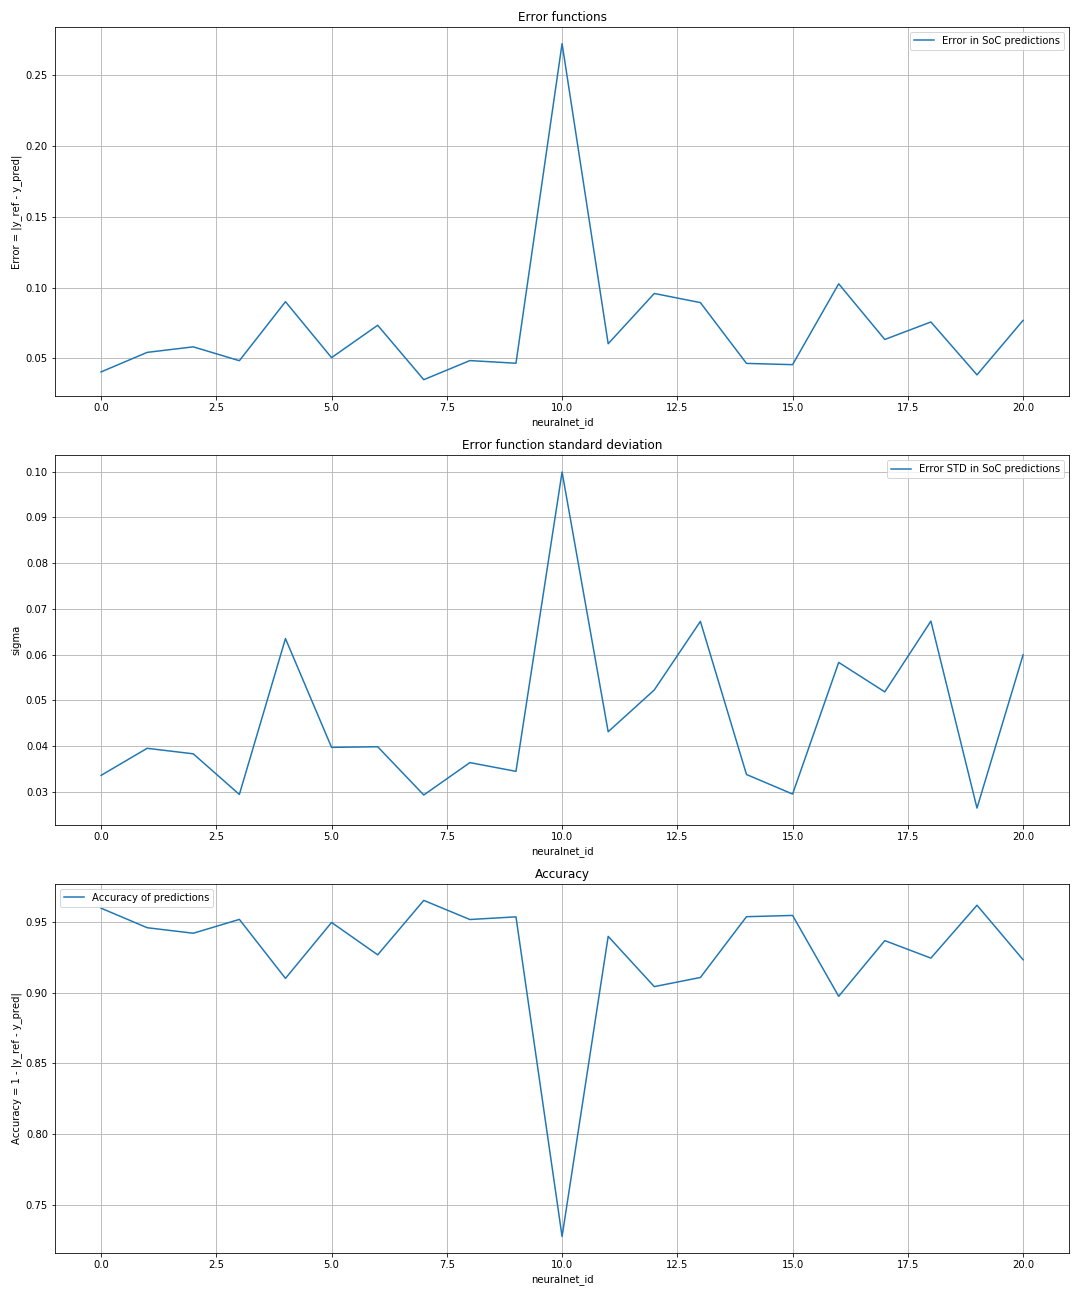 Error functions
Error in SoC predictions
Error = |y_ref - y_pred|
0.25
0.20
0.15
0.10
0.05
0.0 2.5 5.0 7.5 10.0 12.5 15.0 17.5 20.0
neuralnet_id
Error function standard deviation
Error STD in SoC predictions
sigma
0.10
0.09
0.08
0.07
0.06
0.05
0.04
0.03
0.0 2.5 5.0 7.5 10.0 12.5 15.0 17.5 20.0
neuralnet_id
Accuracy
Accuracy of predictions
Accuracy = 1 - |y_ref - y_pred|
0.95
0.90
0.85
0.80
0.75
0.0 2.5 5.0 7.5 10.0 12.5 15.0 17.5 20.0
neuralnet_id